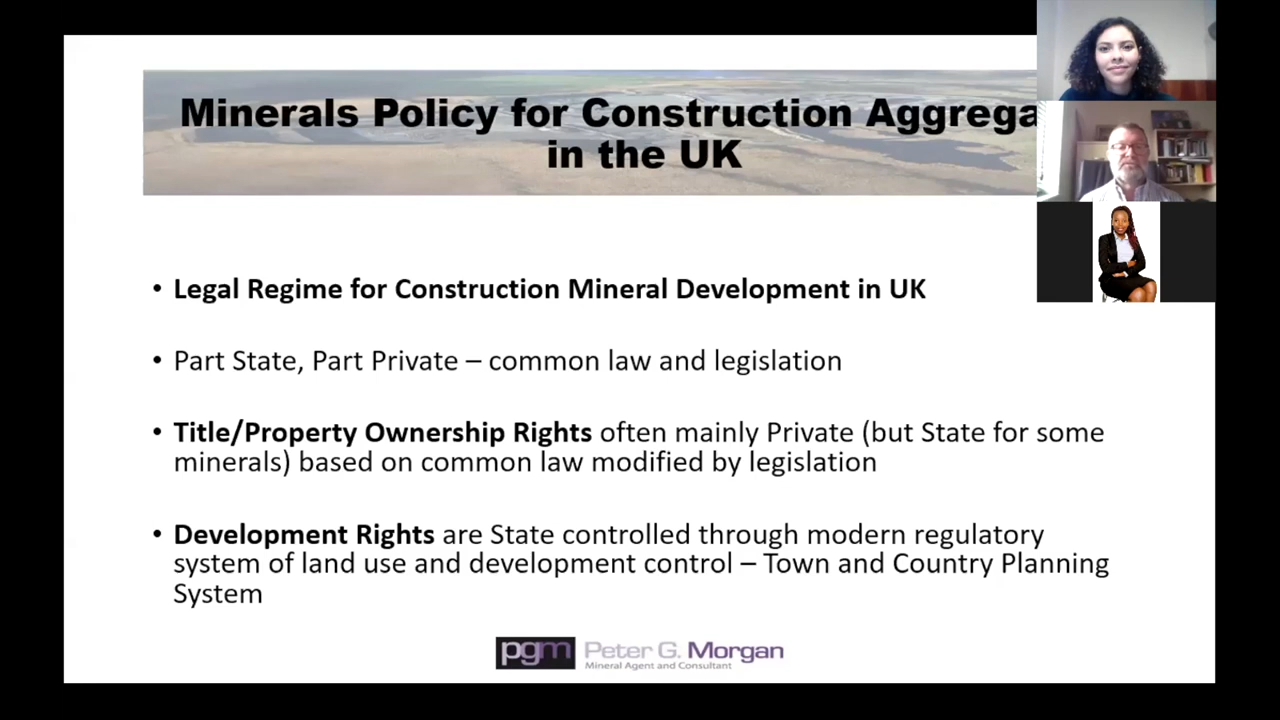 Minerals Policy for Construction Aggrega
in the UK
• Legal Regime for Construction Mineral Development in UK
• Part State, Part Private – common law and legislation
• Title/Property Ownership Rights often mainly Private (but State for some
minerals) based on common law modified by legislation
• Development Rights are State controlled through modern regulatory
system of land use and development control – Town and Country Planning
System
pgm Peter G. Morgan
Mineral Agent and Consultant